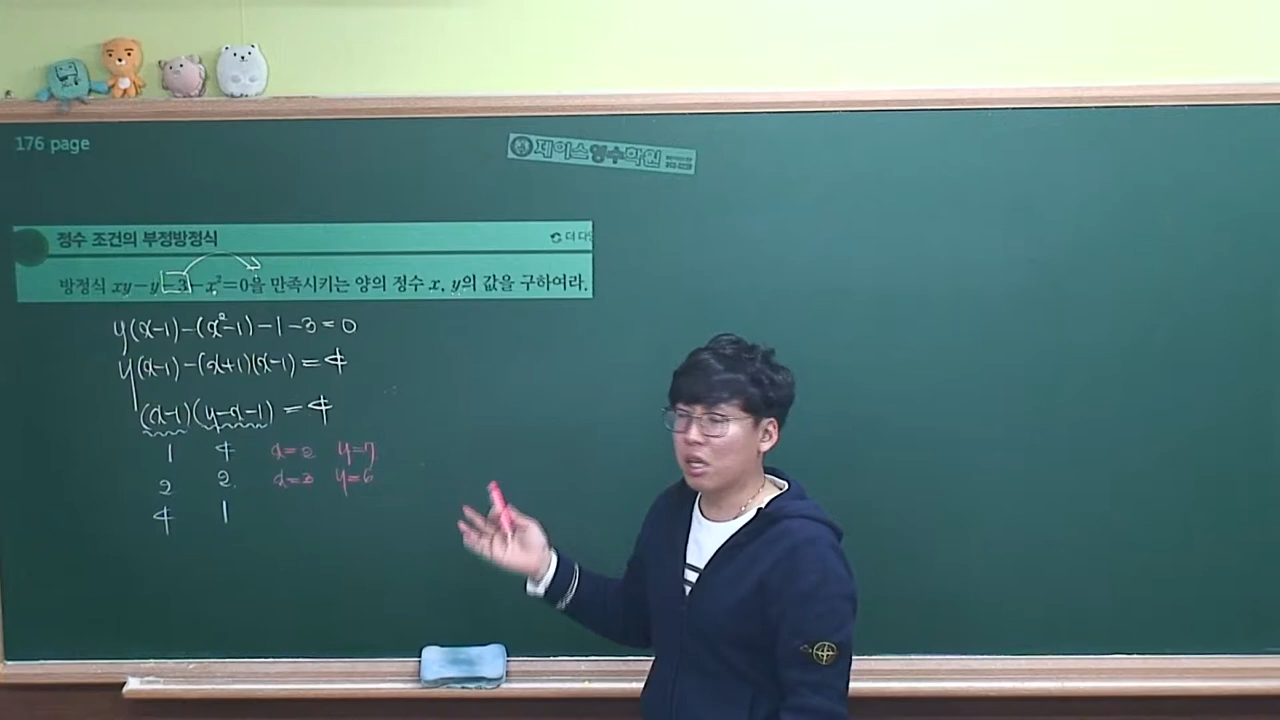 176 page
제이스영수학원
정수 조건의 부정방정식
더 다
방정식 xy-y-3-x²=0을 만족시키는 양의 정수 x, y의 값을 구하여라.
y(x-1)-(x²-1)-1-3=0
y(x-1)-(x+1)(x-1)=4
(x-1)(y-x-1)=4
1 4 x=2 y=7
2 2 x=3 y=6
4 1